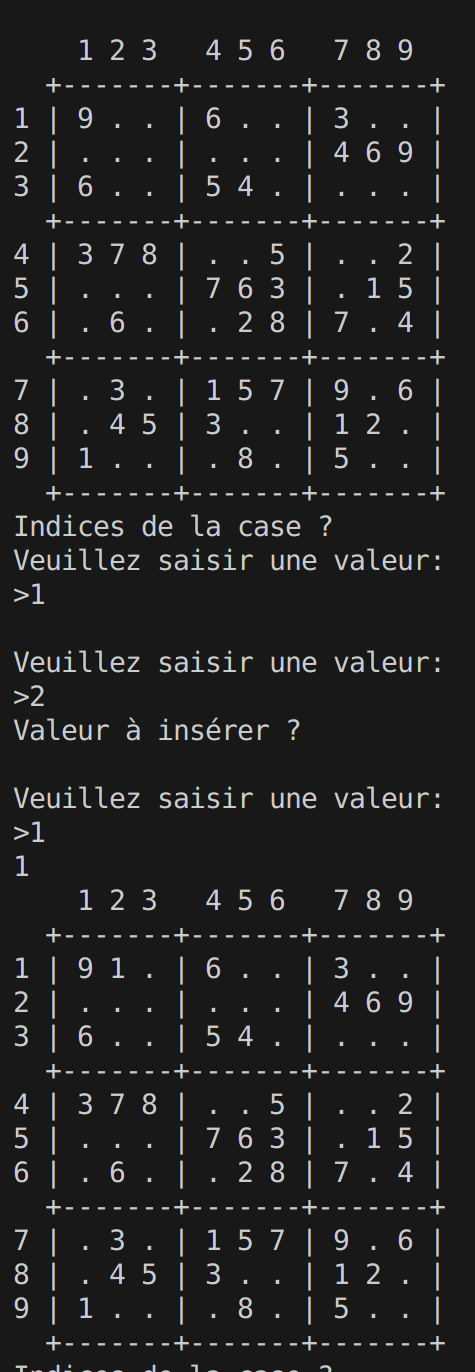 1 2 3   4 5 6   7 8 9
  +-------+-------+-------+
1 | 9 . . | 6 . . | 3 . . |
2 | . . . | . . . | 4 6 9 |
3 | 6 . . | 5 4 . | . . . |
  +-------+-------+-------+
4 | 3 7 8 | . . 5 | . . 2 |
5 | . . . | 7 6 3 | . 1 5 |
6 | . 6 . | . 2 8 | 7 . 4 |
  +-------+-------+-------+
7 | . 3 . | 1 5 7 | 9 . 6 |
8 | . 4 5 | 3 . . | 1 2 . |
9 | 1 . . | . 8 . | 5 . . |
  +-------+-------+-------+
Indices de la case ?
Veuillez saisir une valeur:
>1
Veuillez saisir une valeur:
>2
Valeur à insérer ?
Veuillez saisir une valeur:
>1
1
    1 2 3   4 5 6   7 8 9
  +-------+-------+-------+
1 | 9 1 . | 6 . . | 3 . . |
2 | . . . | . . . | 4 6 9 |
3 | 6 . . | 5 4 . | . . . |
  +-------+-------+-------+
4 | 3 7 8 | . . 5 | . . 2 |
5 | . . . | 7 6 3 | . 1 5 |
6 | . 6 . | . 2 8 | 7 . 4 |
  +-------+-------+-------+
7 | . 3 . | 1 5 7 | 9 . 6 |
8 | . 4 5 | 3 . . | 1 2 . |
9 | 1 . . | . 8 . | 5 . . |
  +-------+-------+-------+
Indices de la case ?